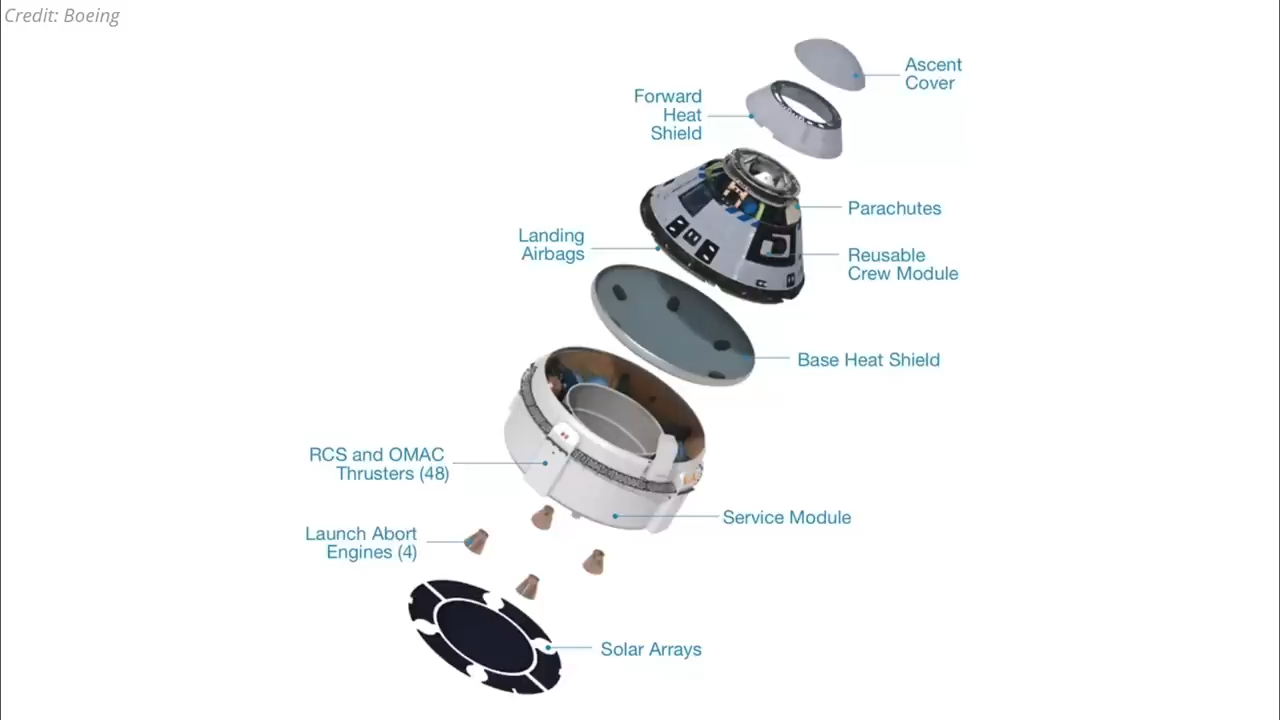 Credit: Boeing
Ascent
Cover
Forward
Heat
Shield
Parachutes
Landing
Airbags
Reusable
Crew Module
Base Heat Shield
RCS and OMAC
Thrusters (48)
Service Module
Launch Abort
Engines (4)
Solar Arrays